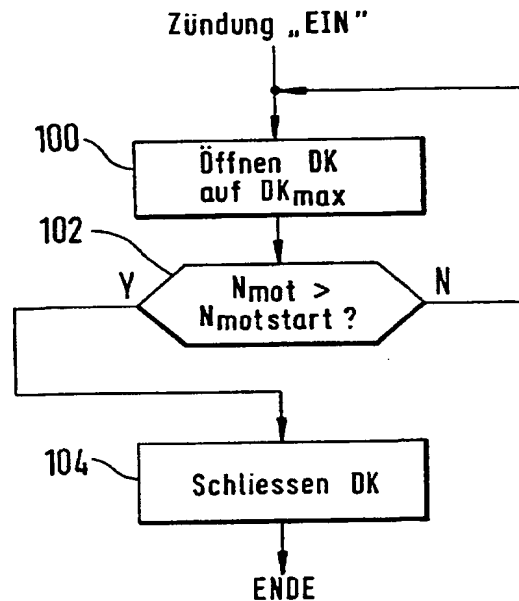 Zündung „EIN”
100
Öffnen DK
auf DKmax
102
Y
Nmot >
Nmotstart ?
N
104
Schliessen DK
ENDE